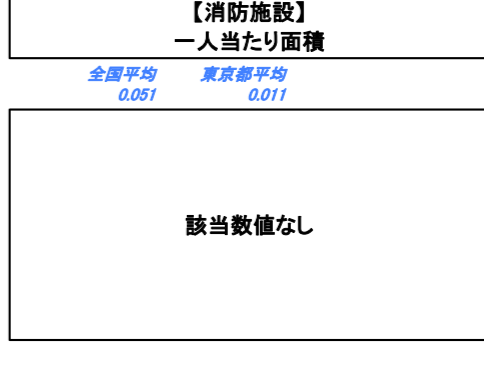 【消防施設】
一人当たり面積
全国平均 東京都平均
0.051 0.011
該当数値なし